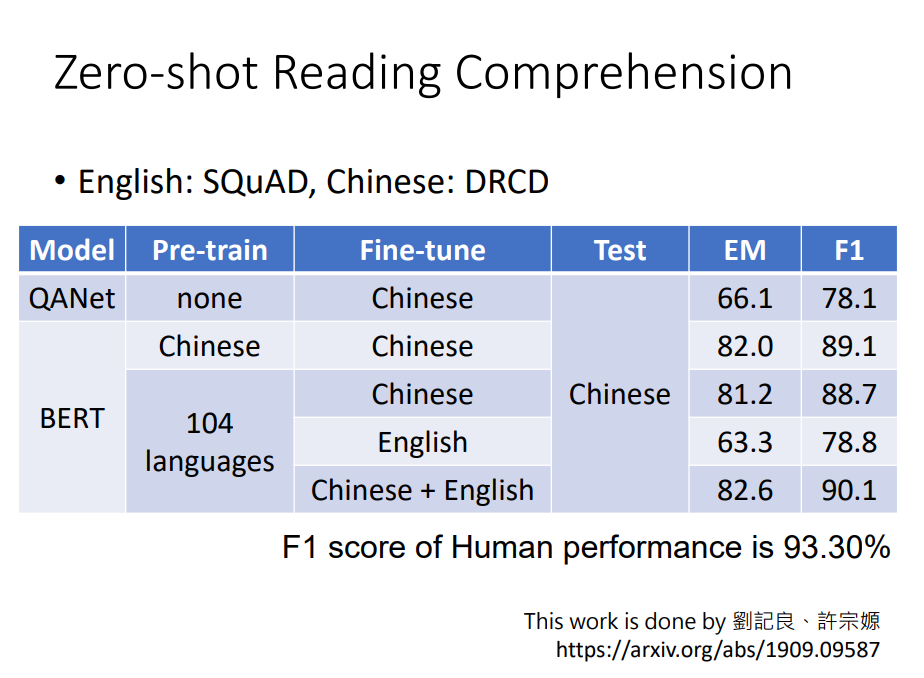 Zero-shot Reading Comprehension
• English: SQuAD, Chinese: DRCD
Model Pre-train Fine-tune Test EM F1
QANet none Chinese 66.1 78.1
Chinese Chinese 82.0 89.1
Chinese 81.2 88.7
BERT 104 languages Chinese
English 63.3 78.8
Chinese + English 82.6 90.1
F1 score of Human performance is 93.30%
This work is done by 劉記良、許宗嫄
https://arxiv.org/abs/1909.09587